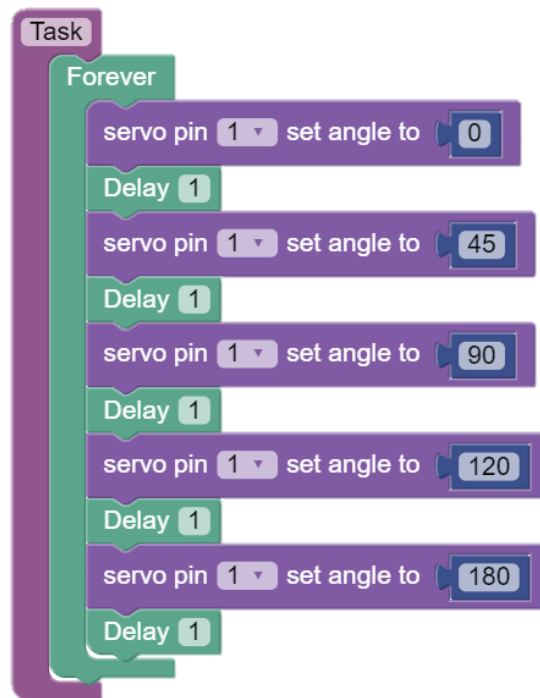 Task
Forever
servo pin 1 set angle to 0
Delay 1
servo pin 1 set angle to 45
Delay 1
servo pin 1 set angle to 90
Delay 1
servo pin 1 set angle to 120
Delay 1
servo pin 1 set angle to 180
Delay 1